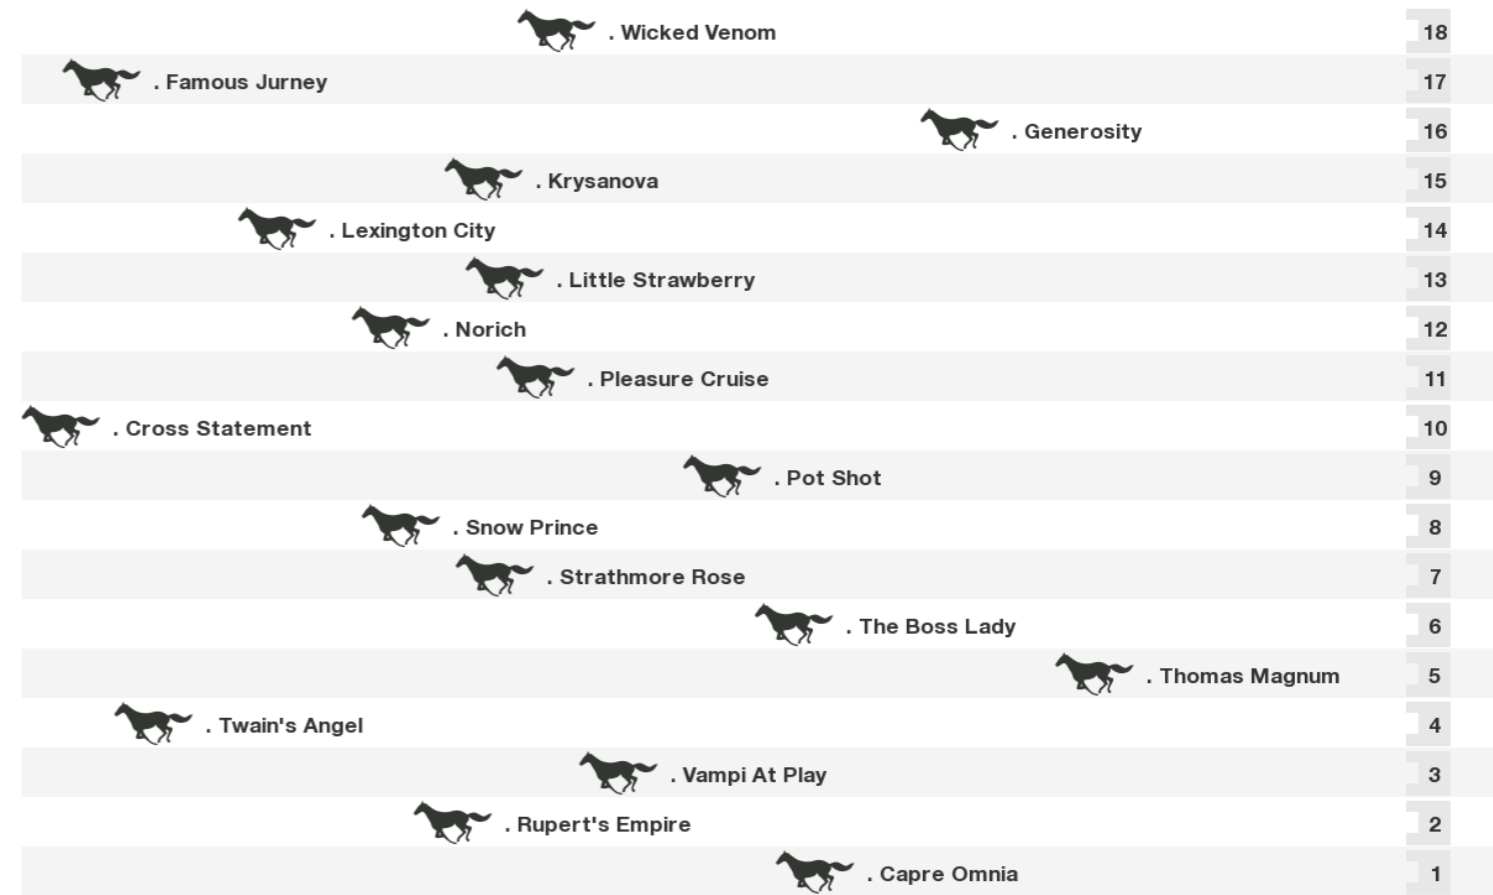 . Wicked Venom 18
. Famous Jurney 17
. Generosity 16
. Krysanova 15
. Lexington City 14
. Little Strawberry 13
. Norich 12
. Pleasure Cruise 11
. Cross Statement 10
. Pot Shot 9
. Snow Prince 8
. Strathmore Rose 7
. The Boss Lady 6
. Thomas Magnum 5
. Twain's Angel 4
. Vampi At Play 3
. Rupert's Empire 2
. Capre Omnia 1